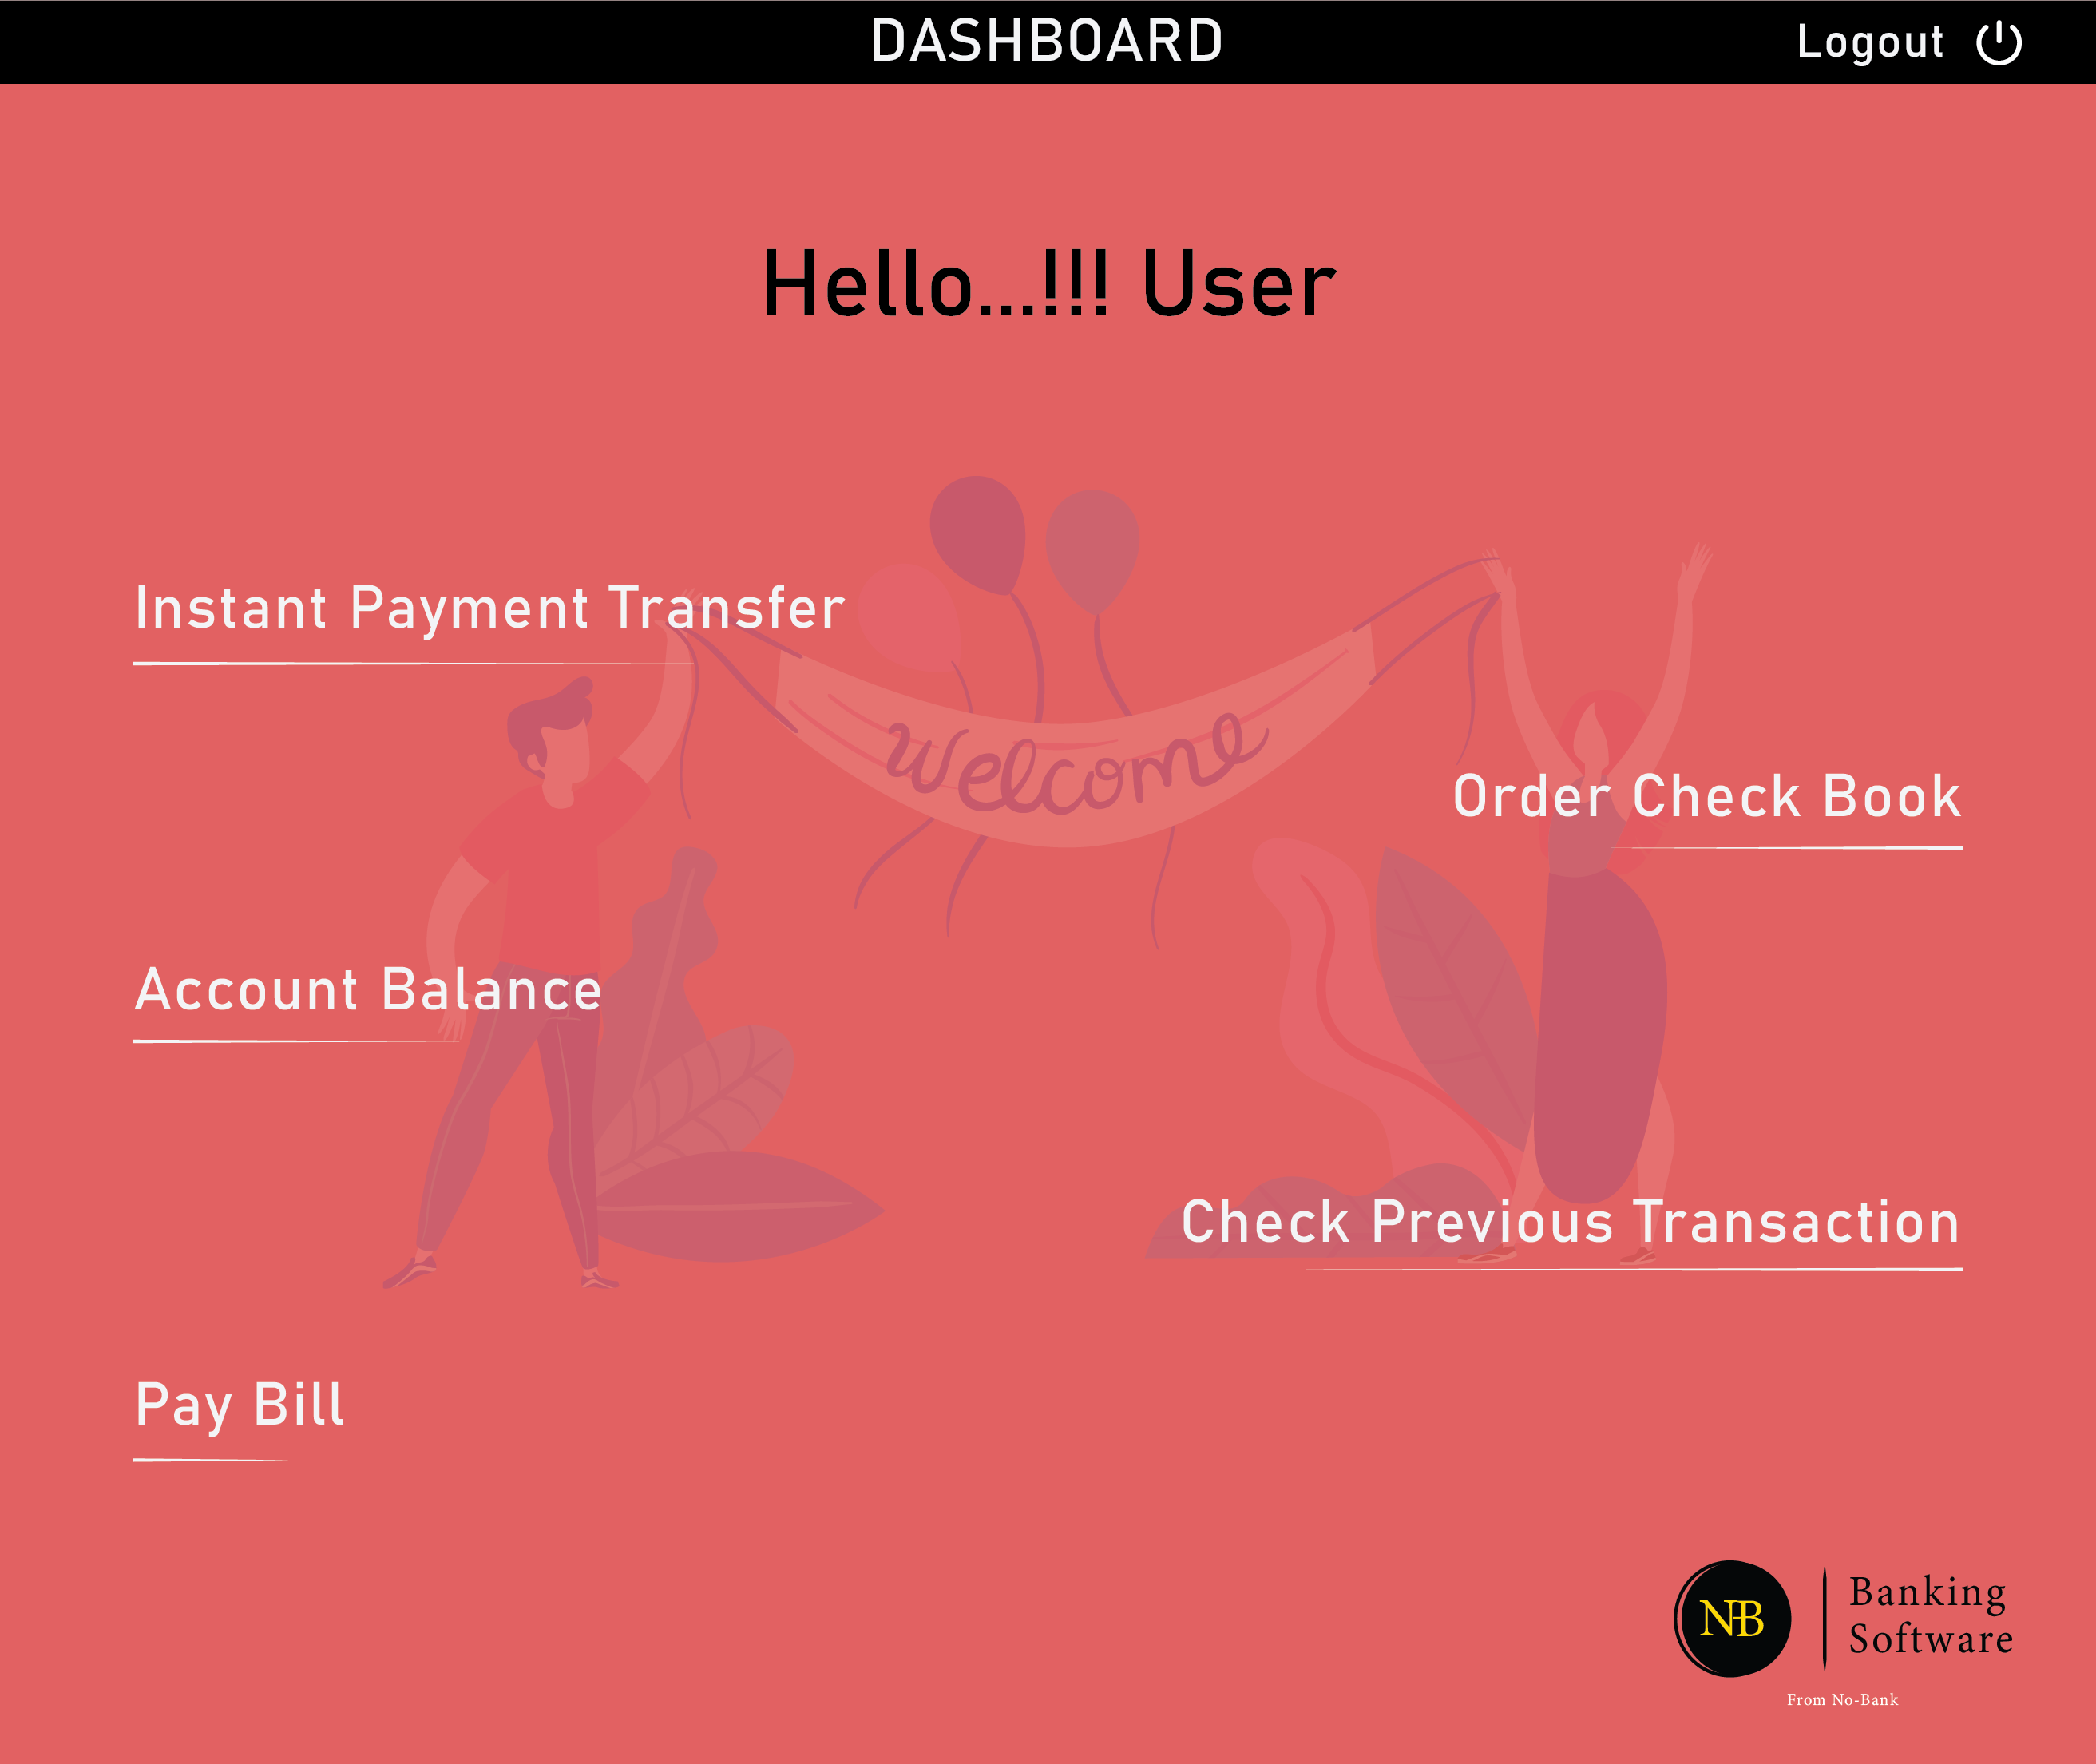 DASHBOARD
Logout
Hello...!!! User
Instant Payment Transfer
Welcome
Order Check Book
Account Balance
Check Previous Transaction
Pay Bill
N-B
Banking
Software
From No-Bank